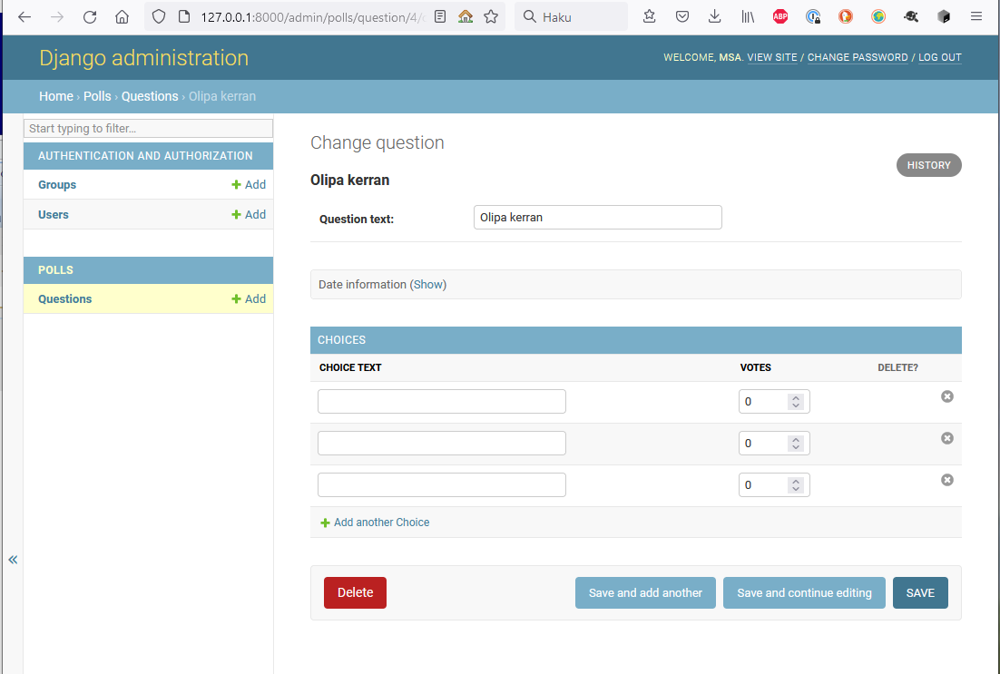 127.0.0.1:8000/admin/polls/question/4/
Haku
ABP
Django administration
WELCOME, MSA. VIEW SITE / CHANGE PASSWORD / LOG OUT
Home › Polls › Questions › Olipa kerran
Start typing to filter...
AUTHENTICATION AND AUTHORIZATION
Groups + Add
Users + Add
POLLS
Questions + Add
«
Change question
HISTORY
Olipa kerran
Question text: Olipa kerran
Date information (Show)
CHOICES
CHOICE TEXT VOTES DELETE?
0
0
0
+ Add another Choice
Delete Save and add another Save and continue editing SAVE